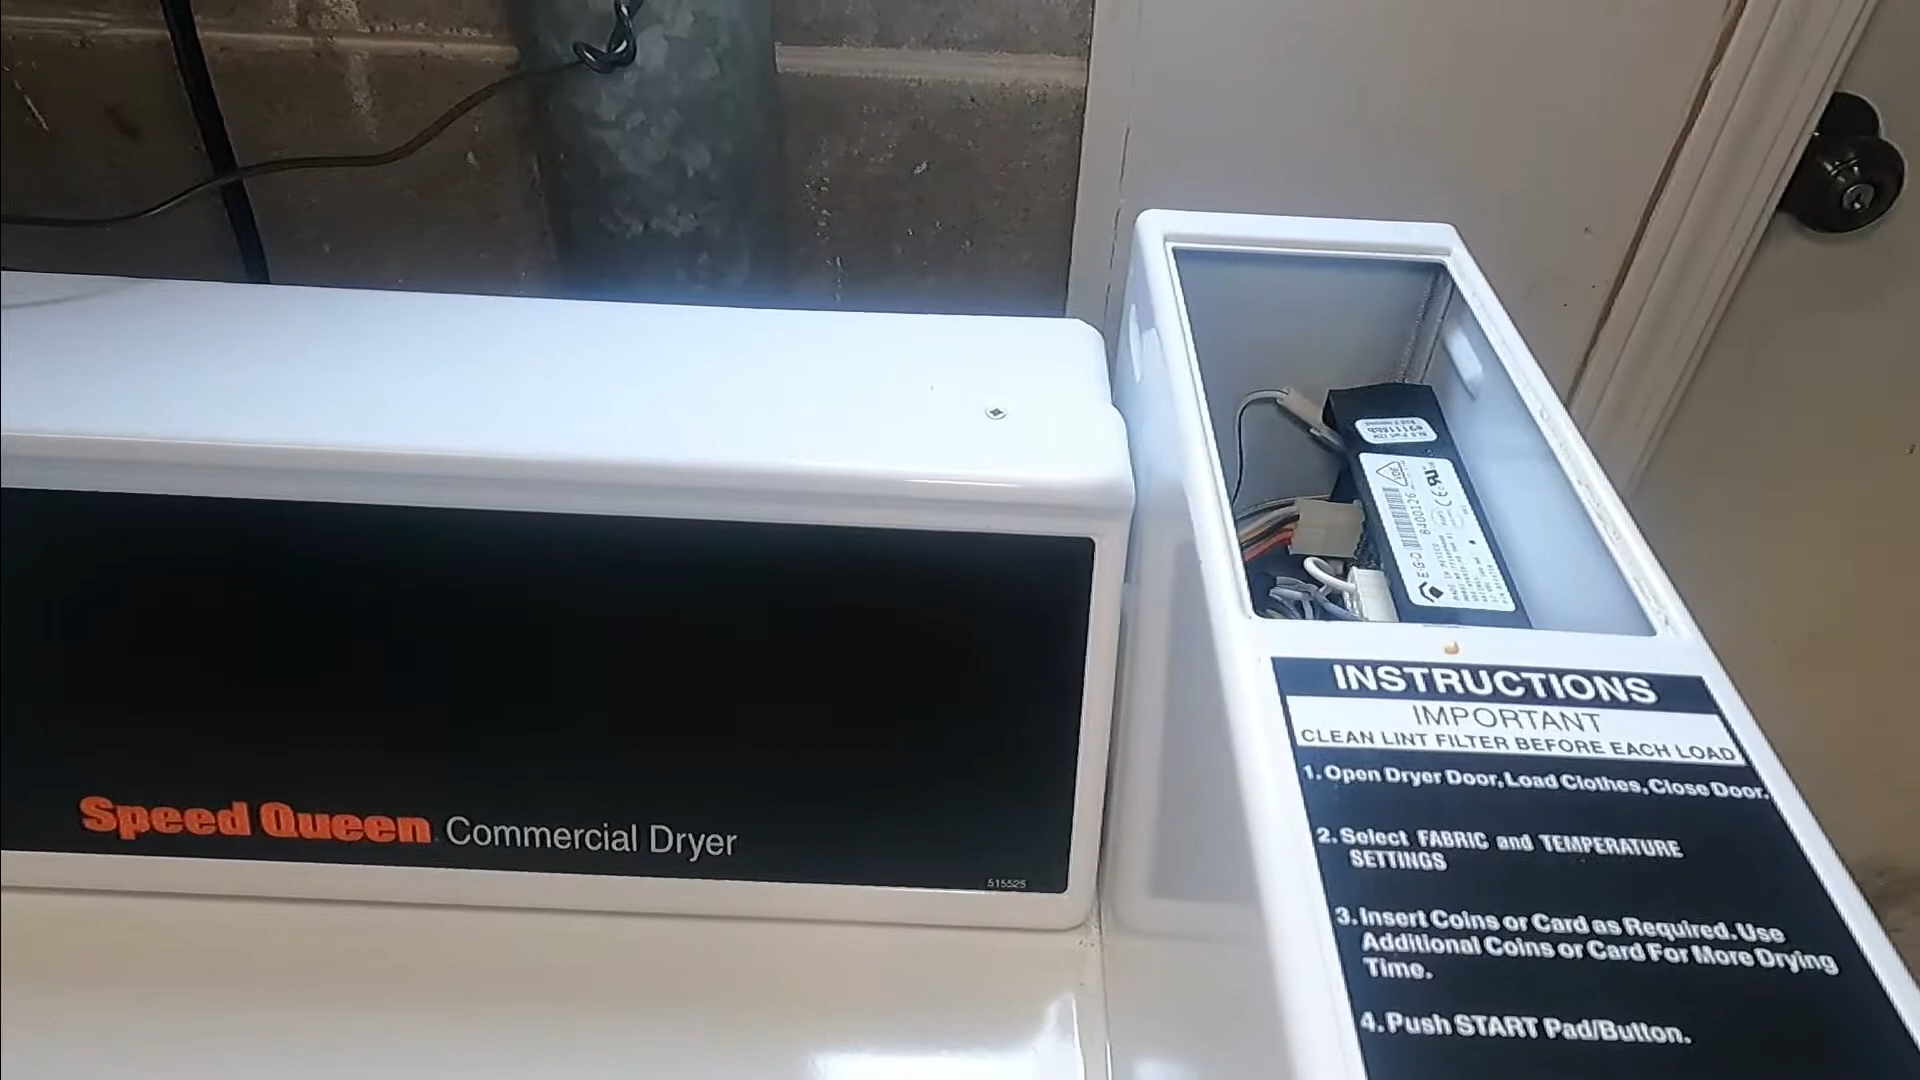 Speed Queen Commercial Dryer
515525
E.G.O
8400126
INSTRUCTIONS
IMPORTANT
CLEAN LINT FILTER BEFORE EACH LOAD
1. Open Dryer Door, Load Clothes, Close Door.
2. Select FABRIC and TEMPERATURE
SETTINGS
3. Insert Coins or Card as Required. Use
Additional Coins or Card For More Drying
Time.
4. Push START Pad/Button.